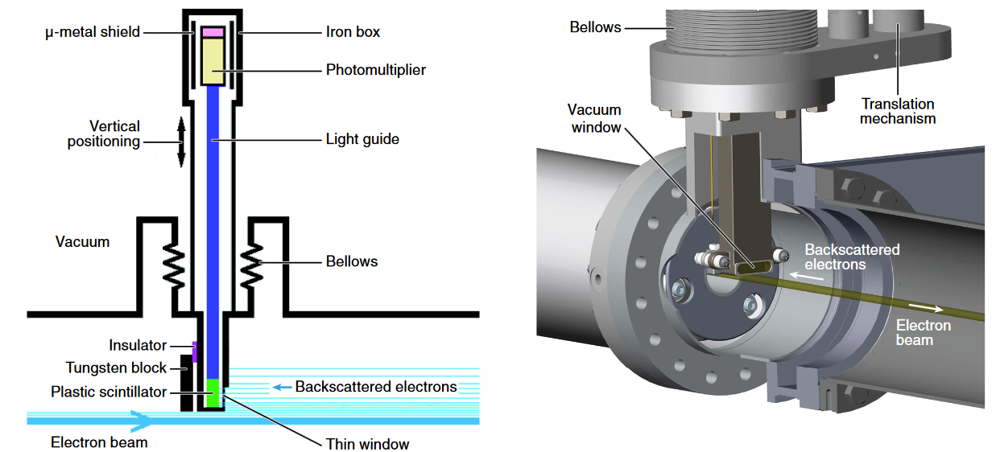 μ-metal shield
Iron box
Photomultiplier
Vertical
positioning
Light guide
Vacuum
Bellows
Insulator
Tungsten block
Plastic scintillator
Backscattered electrons
Electron beam
Thin window
Bellows
Translation
mechanism
Vacuum
window
Backscattered
electrons
Electron
beam